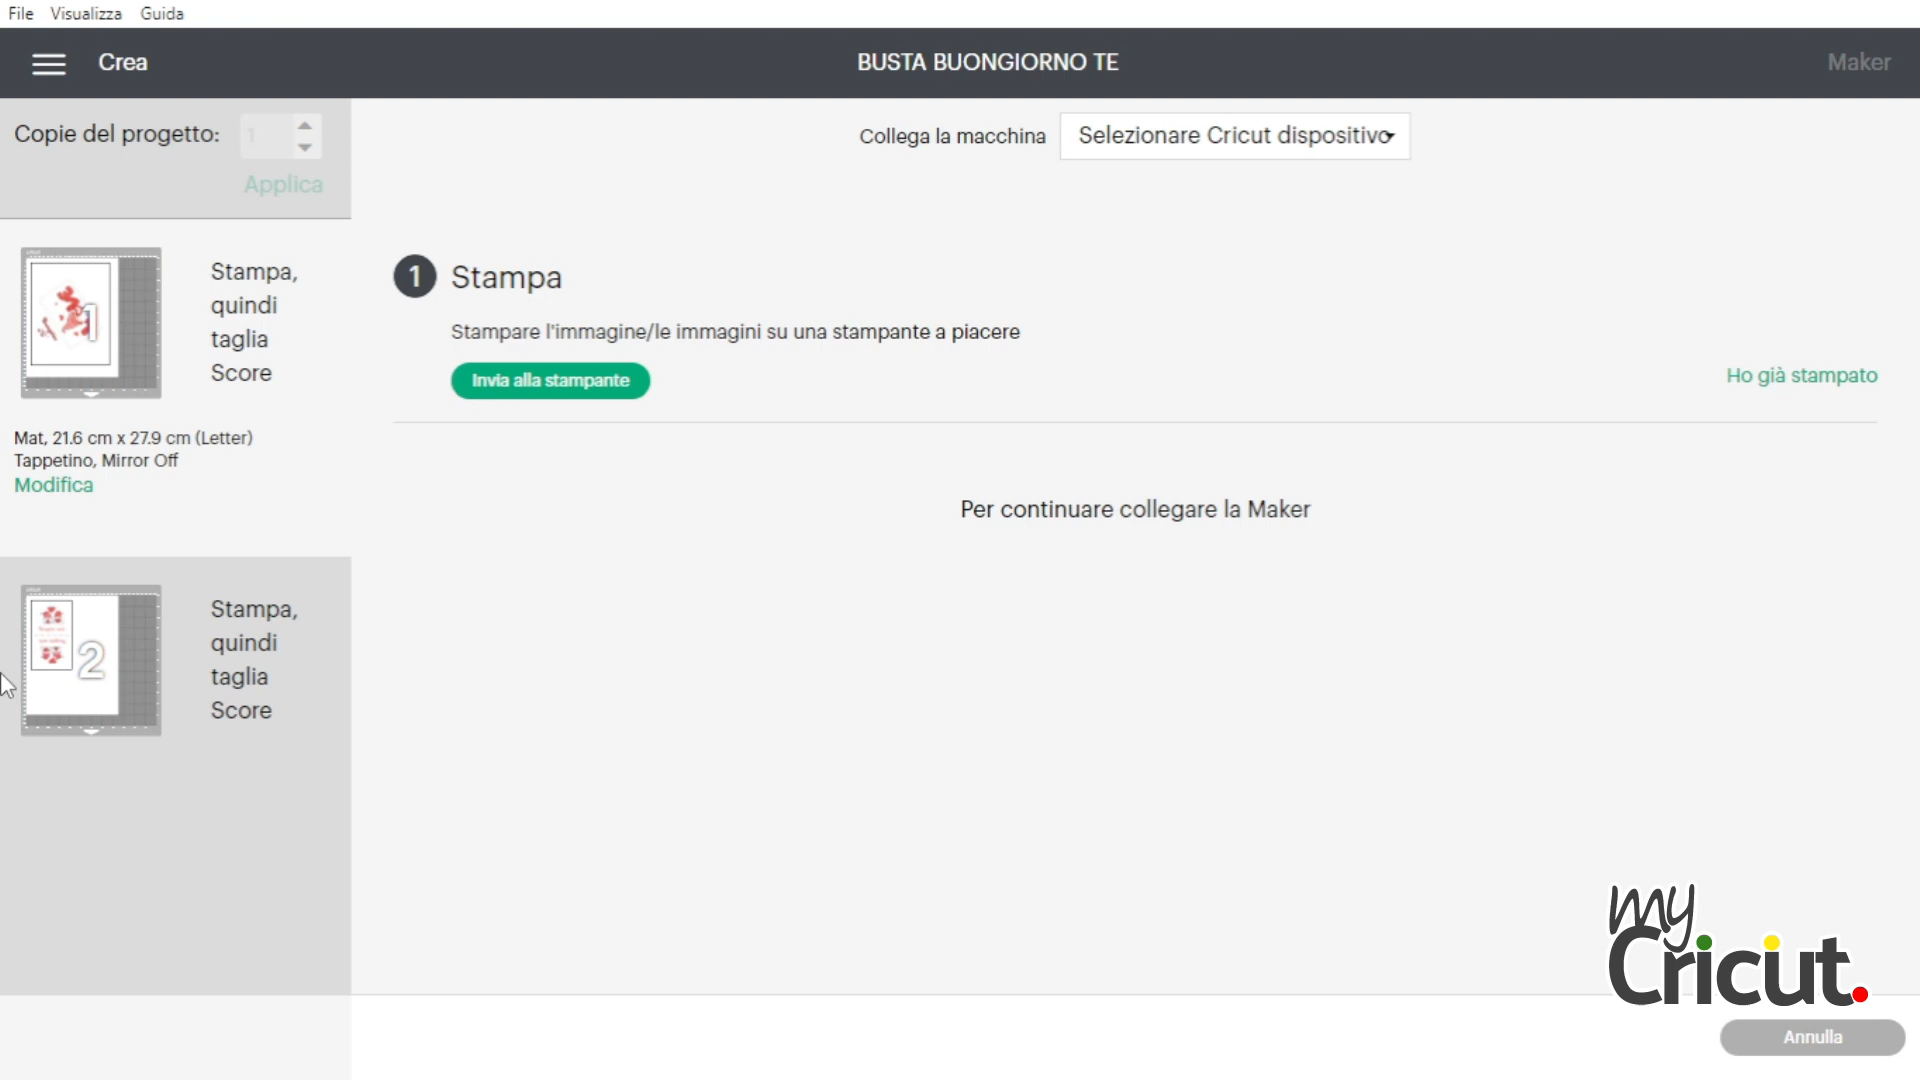 File Visualizza Guida
Crea
BUSTA BUONGIORNO TE
Maker
Copie del progetto: 1
Applica
Collega la macchina Selezionare Cricut dispositivo
Stampa,
quindi
taglia
Score
1
Mat, 21.6 cm x 27.9 cm (Letter)
Tappetino, Mirror Off
Modifica
1 Stampa
Stampare l'immagine/le immagini su una stampante a piacere
Invia alla stampante
Ho già stampato
Per continuare collegare la Maker
Stampa,
quindi
taglia
Score
2
my
Cricut.
Annulla